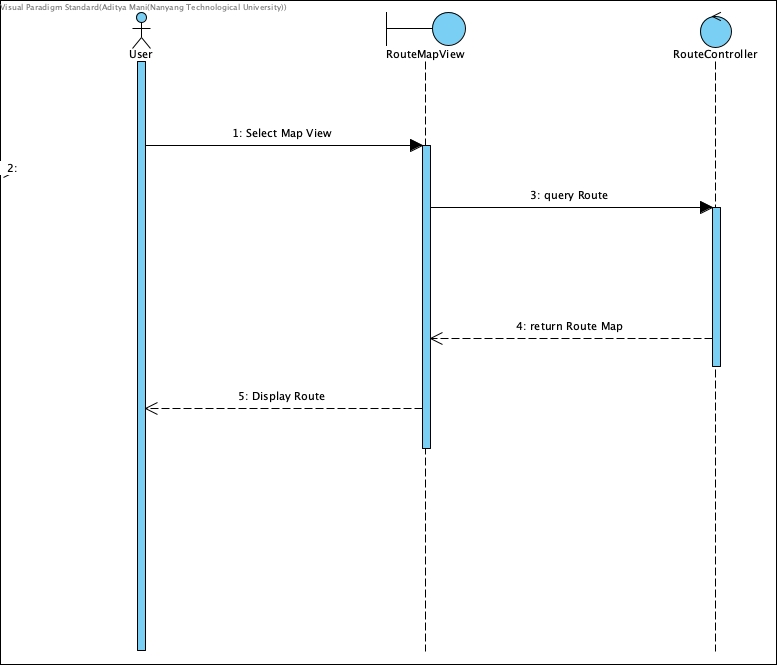 Visual Paradigm Standard(Aditya Mani(Nanyang Technological University))
User
RouteMapView
RouteController
1: Select Map View
2:
3: query Route
4: return Route Map
5: Display Route